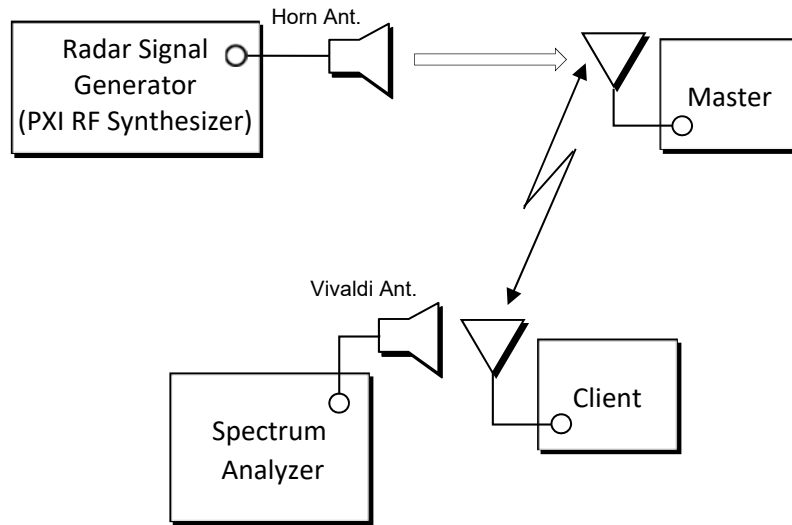 Horn Ant.
Radar Signal
Generator
(PXI RF Synthesizer)
Master
Vivaldi Ant.
Client
Spectrum
Analyzer